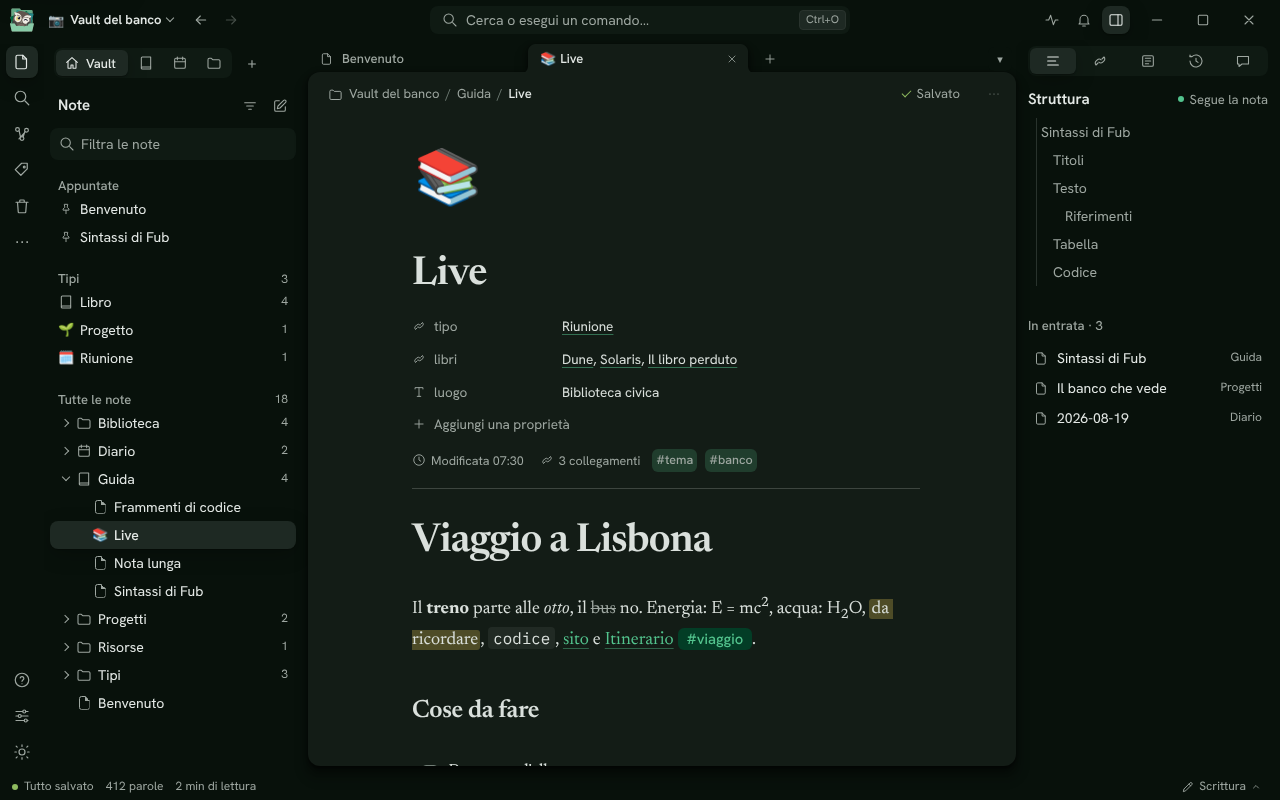 Vault del banco
Cerca o esegui un comando...
Ctrl+O
Vault
Benvenuto
Live
Note
Filtra le note
Appuntate
Benvenuto
Sintassi di Fub
Tipi 3
Libro 4
Progetto 1
Riunione 1
Tutte le note 18
Biblioteca 4
Diario 2
Guida 4
Frammenti di codice
Live
Nota lunga
Sintassi di Fub
Progetti 2
Risorse 1
Tipi 3
Benvenuto
Vault del banco / Guida / Live
Salvato
Live
tipo Riunione
libri Dune, Solaris, Il libro perduto
luogo Biblioteca civica
Aggiungi una proprietà
Modificata 07:30 3 collegamenti #tema #banco
Viaggio a Lisbona
Il treno parte alle otto, il bus no. Energia: E = mc², acqua: H₂O, da
ricordare, codice, sito e Itinerario #viaggio.
Cose da fare
Struttura Segue la nota
Sintassi di Fub
Titoli
Testo
Riferimenti
Tabella
Codice
In entrata · 3
Sintassi di Fub Guida
Il banco che vede Progetti
2026-08-19 Diario
Tutto salvato 412 parole 2 min di lettura
Scrittura